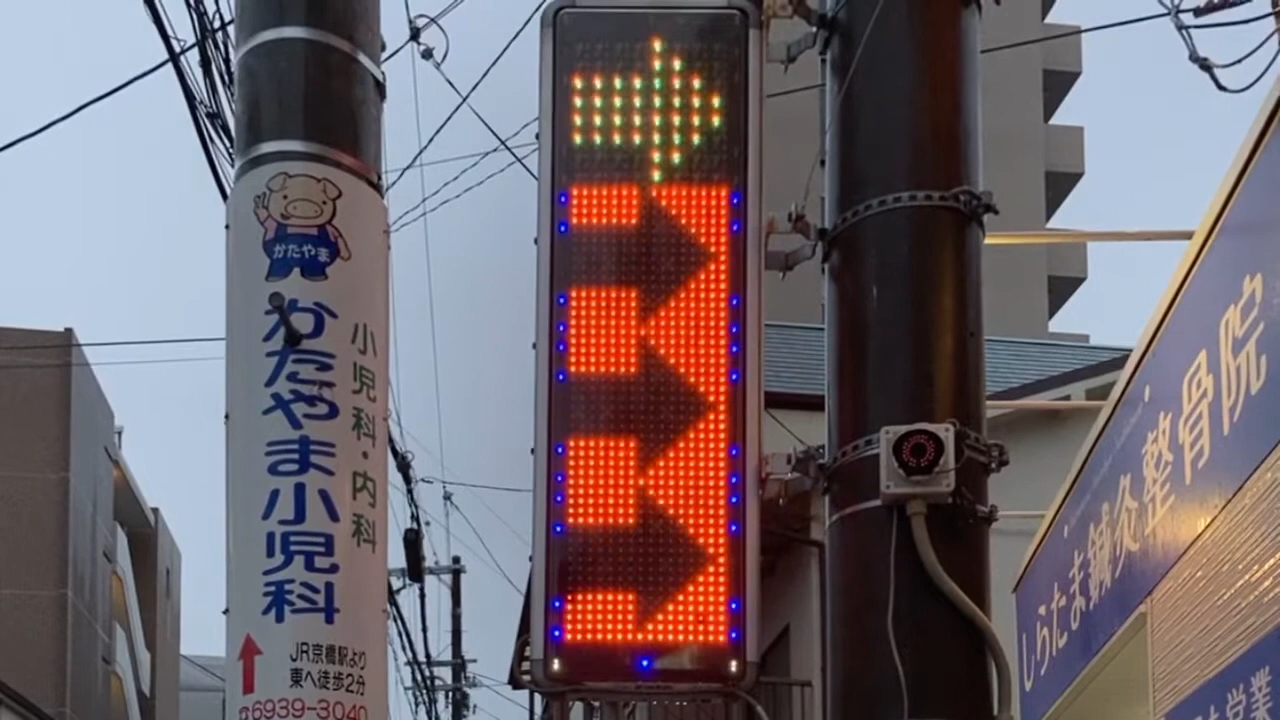 かたやま
小児科・内科
かたやま小児科
JR京橋駅より
東へ徒歩2分
☎6939-3040
しらたま鍼灸整骨院
営業